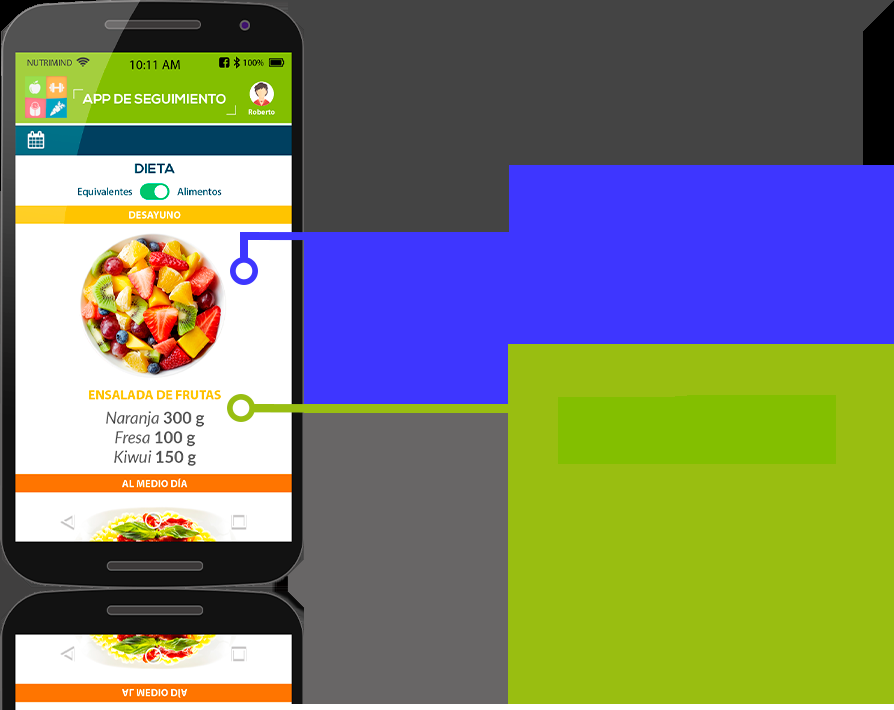 NUTRIMIND 10:11 AM 100%
APP DE SEGUIMIENTO
Roberto
DIETA
Equivalentes Alimentos
DESAYUNO
ENSALADA DE FRUTAS
Naranja 300 g
Fresa 100 g
Kiwui 150 g
AL MEDIO DÍA
AL MEDIO DÍA